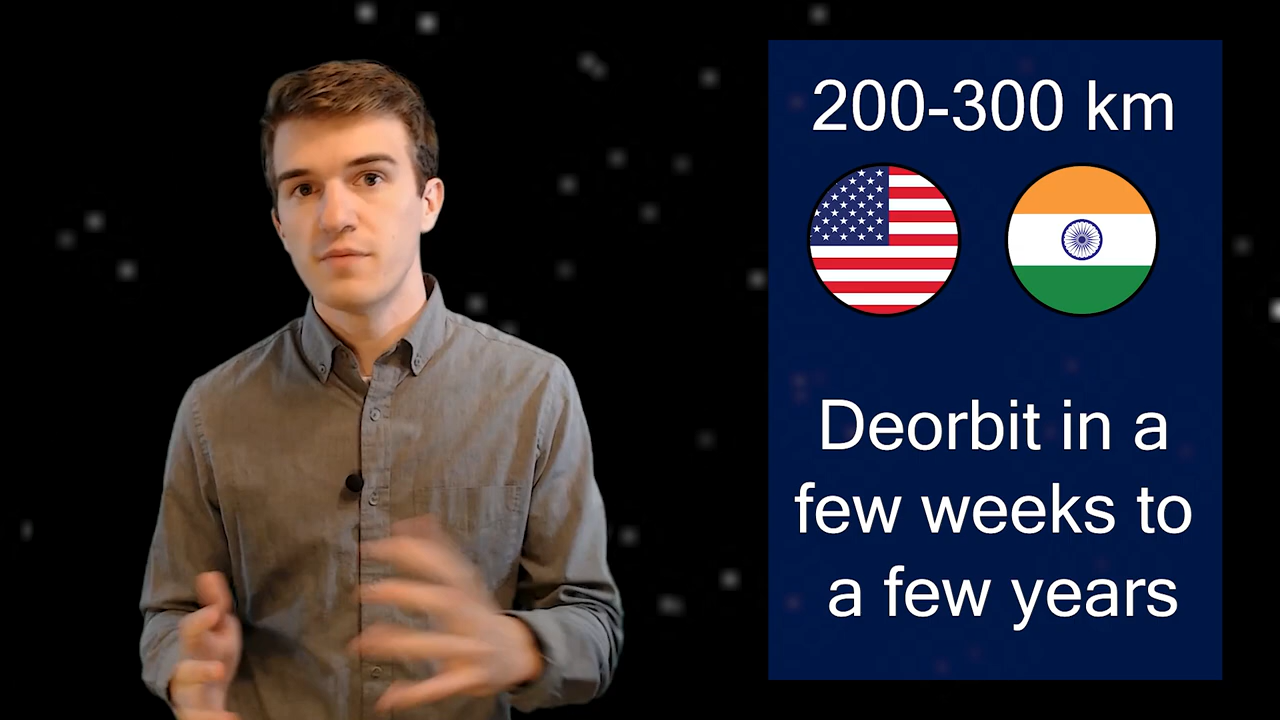 200-300 km
Deorbit in a
few weeks to
a few years